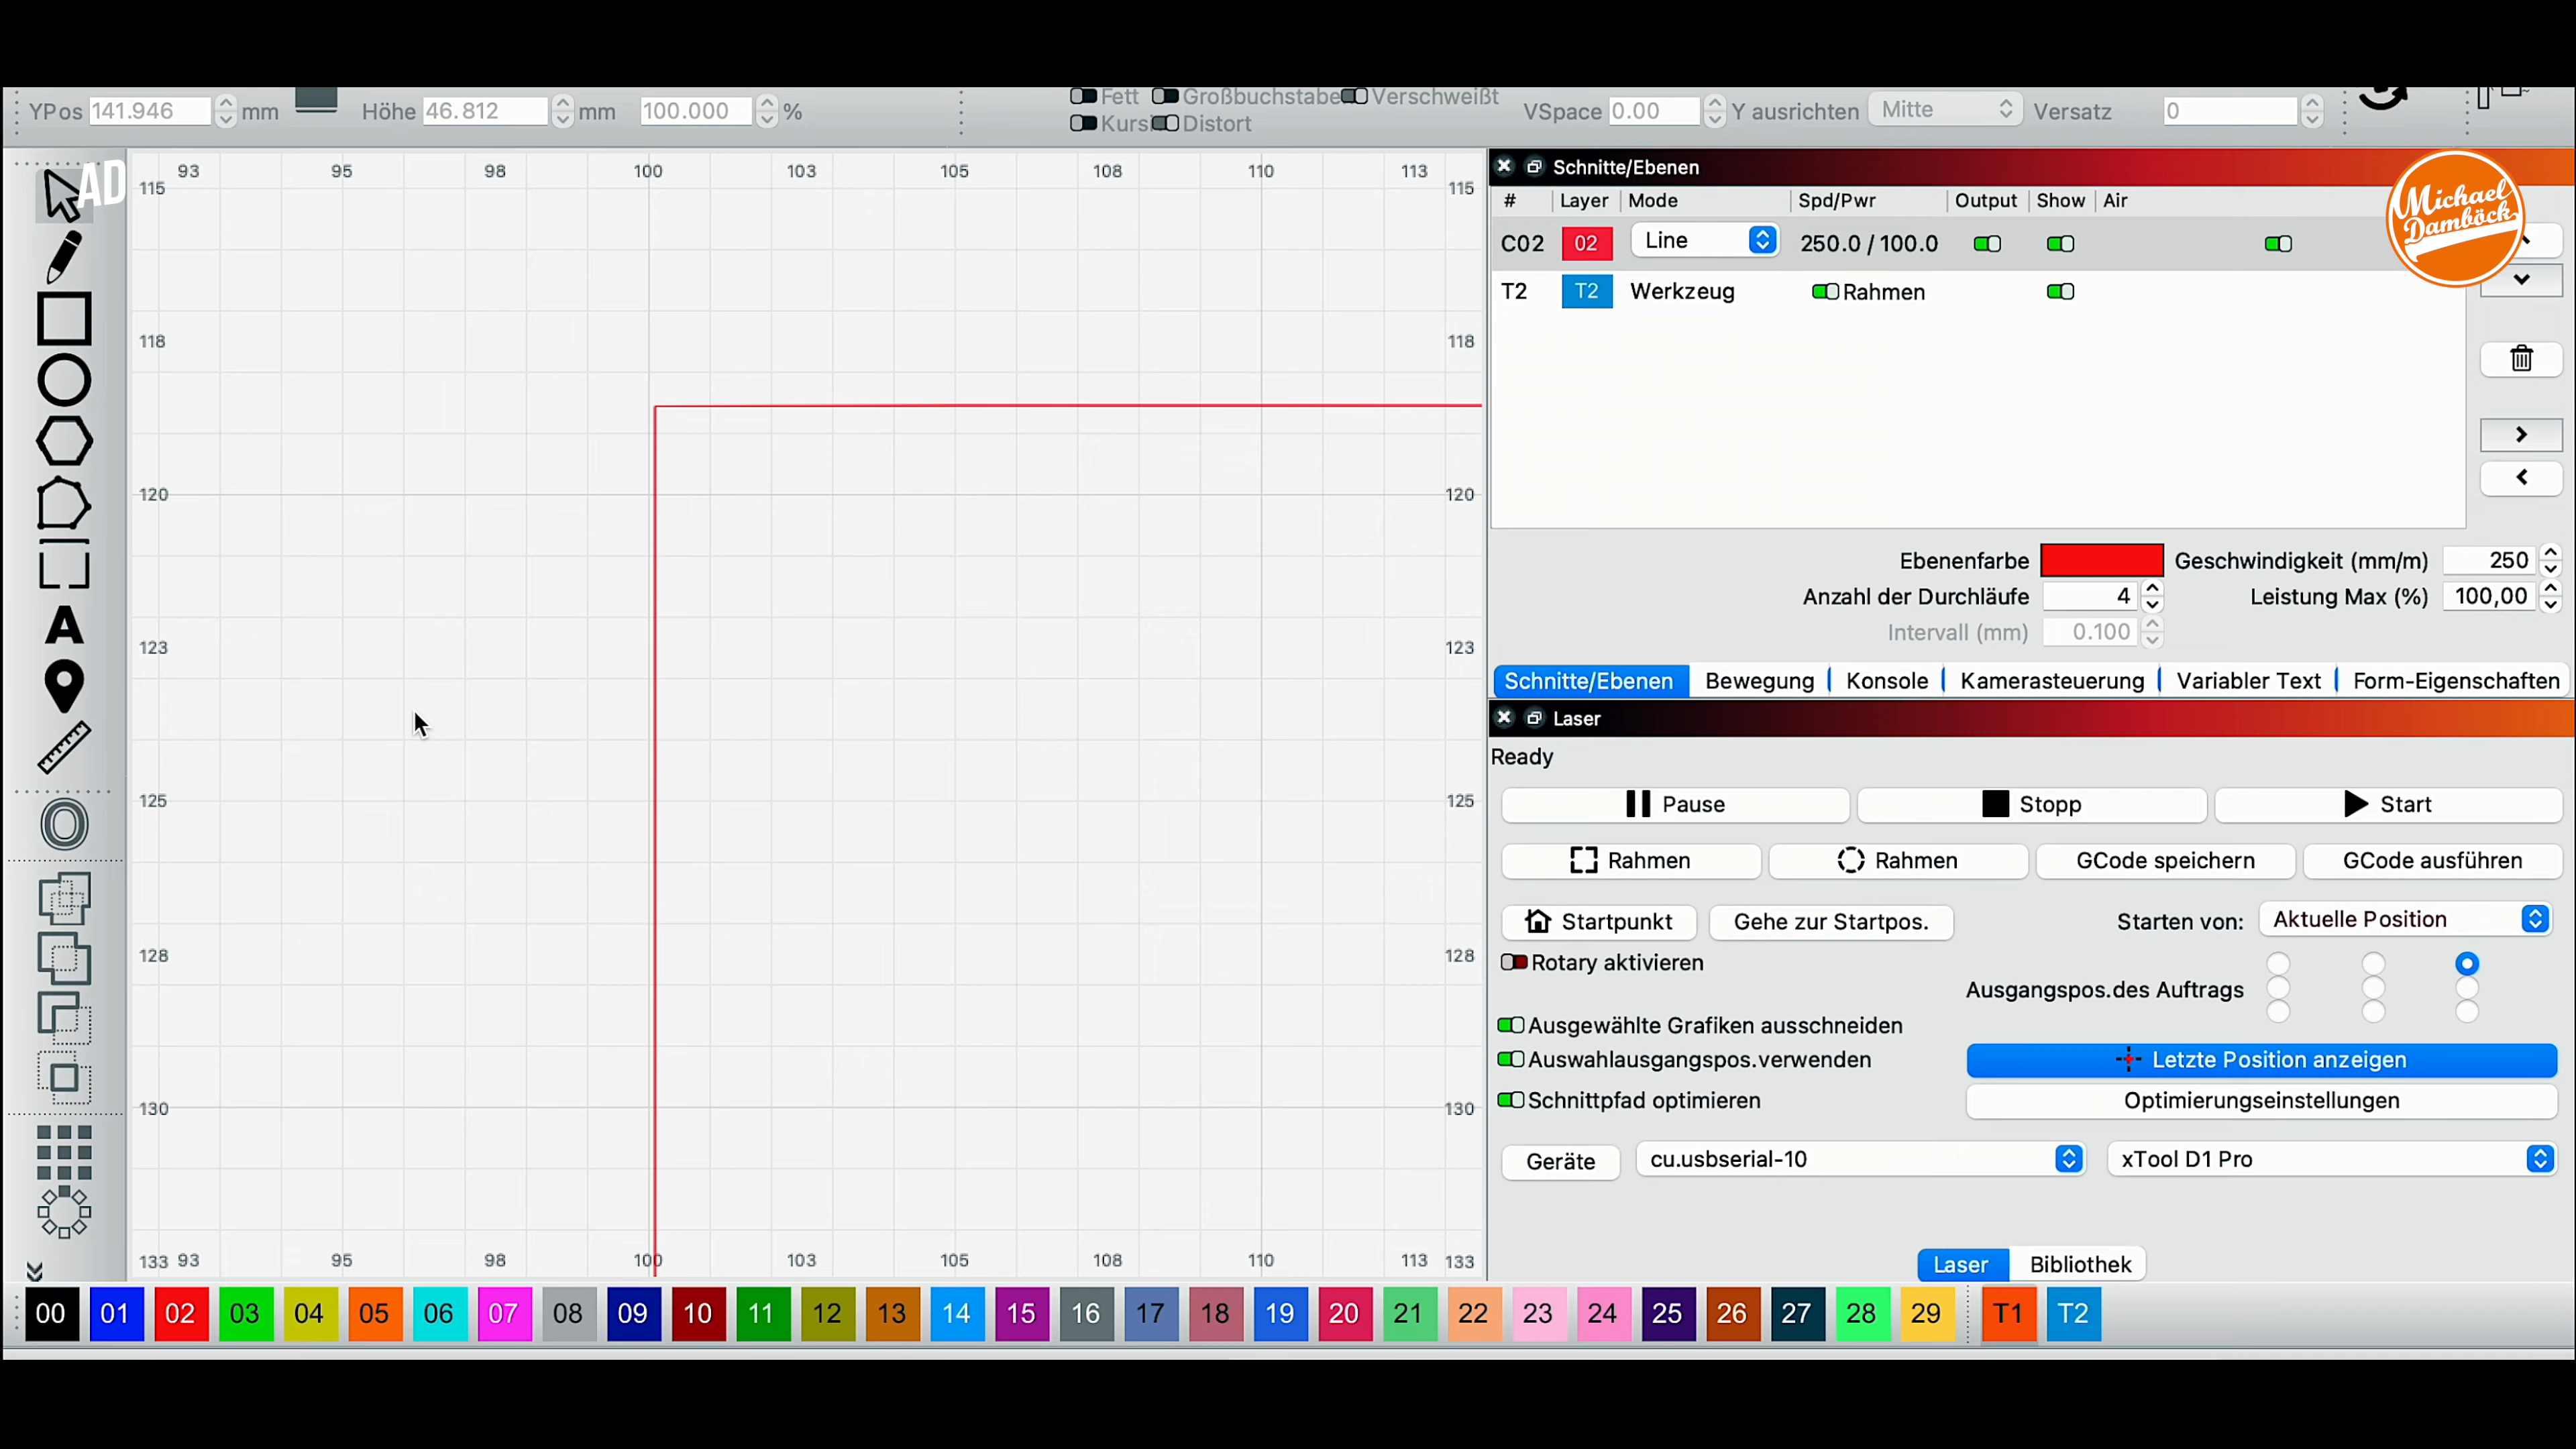 YPos 141.946 mm Höhe 46.812 mm 100.000 %
Fett Großbuchstabe Verschweißt
Kursi Distort
VSpace 0.00 Y ausrichten Mitte Versatz 0
AD
93 95 98 100 103 105 108 110 113
115 115
118 118
120 120
123 123
125 125
128 128
130 130
133 93 95 98 100 103 105 108 110 113 133
Schnitte/Ebenen
Michael
Damböck
# Layer Mode Spd/Pwr Output Show Air
C02 02 Line 250.0 / 100.0
T2 T2 Werkzeug Rahmen
Ebenenfarbe Geschwindigkeit (mm/m) 250
Anzahl der Durchläufe 4 Leistung Max (%) 100,00
Intervall (mm) 0.100
Schnitte/Ebenen Bewegung Konsole Kamerasteuerung Variabler Text Form-Eigenschaften
Laser
Ready
Pause Stopp Start
Rahmen Rahmen GCode speichern GCode ausführen
Startpunkt Gehe zur Startpos. Starten von: Aktuelle Position
Rotary aktivieren
Ausgangspos.des Auftrags
Ausgewählte Grafiken ausschneiden
Auswahlausgangspos.verwenden Letzte Position anzeigen
Schnittpfad optimieren Optimierungseinstellungen
Geräte cu.usbserial-10 xTool D1 Pro
Laser Bibliothek
00 01 02 03 04 05 06 07 08 09 10 11 12 13 14 15 16 17 18 19 20 21 22 23 24 25 26 27 28 29 T1 T2